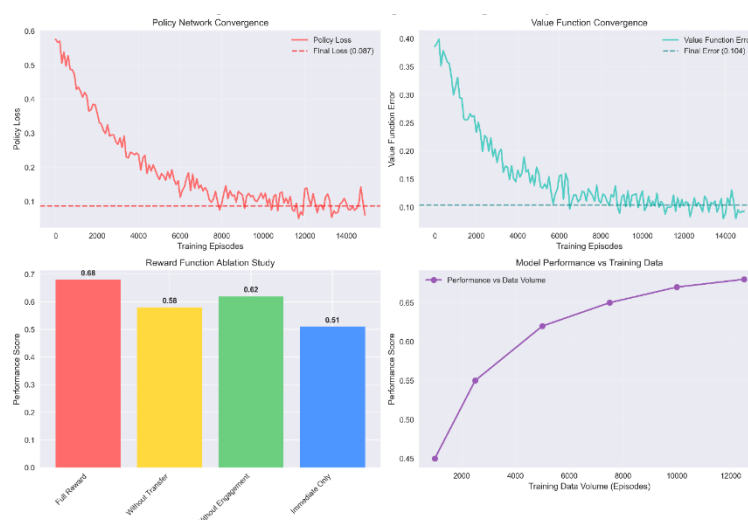 Policy Network Convergence
Policy Loss
Final Loss (0.087)
0.6
0.5
0.4
0.3
0.2
0.1
Policy Loss
0 2000 4000 6000 8000 10000 12000 14000
Training Episodes
Value Function Convergence
Value Function Erro
Final Error (0.104)
0.40
0.35
0.30
0.25
0.20
0.15
0.10
Value Function Error
0 2000 4000 6000 8000 10000 12000 14000
Training Episodes
Reward Function Ablation Study
0.7
0.6
0.5
0.4
0.3
0.2
0.1
0.0
Performance Score
0.68
0.58
0.62
0.51
Full Reward
Without Transfer
Without Engagement
Immediate Only
Model Performance vs Training Data
Performance vs Data Volume
0.65
0.60
0.55
0.50
0.45
Performance Score
2000 4000 6000 8000 10000 12000
Training Data Volume (Episodes)